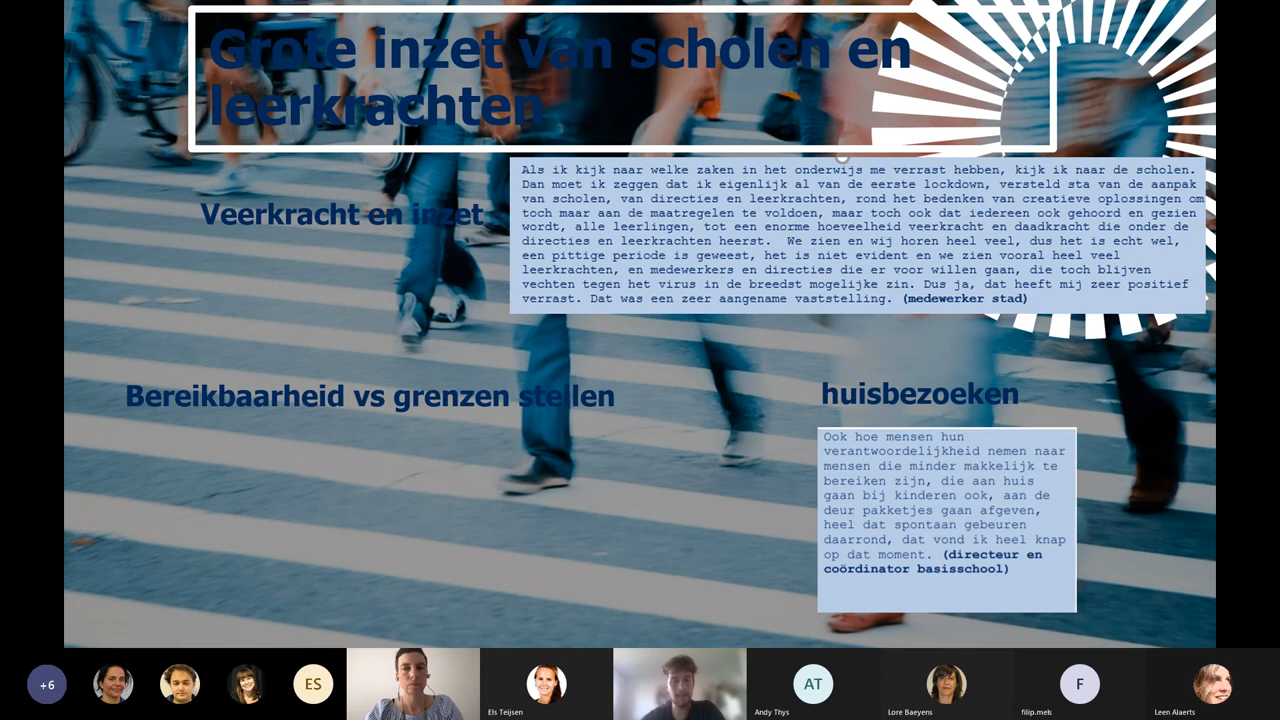 Grote inzet van scholen en
leerkrachten
Veerkracht en inzet
Als ik kijk naar welke zaken in het onderwijs me verrast hebben, kijk ik naar de scholen.
Dan moet ik zeggen dat ik eigenlijk al van de eerste lockdown, versteld sta van de aanpak
van scholen, van directies en leerkrachten, rond het bedenken van creatieve oplossingen om
toch maar aan de maatregelen te voldoen, maar toch ook dat iedereen ook gehoord en gezien
wordt, alle leerlingen, tot een enorme hoeveelheid veerkracht en daadkracht die onder de
directies en leerkrachten heerst. We zien en wij horen heel veel, dus het is echt wel,
een pittige periode is geweest, het is niet evident en we zien vooral heel veel
leerkrachten, en medewerkers en directies die er voor willen gaan, die toch blijven
vechten tegen het virus in de breedst mogelijke zin. Dus ja, dat heeft mij zeer positief
verrast. Dat was een zeer aangename vaststelling. (medewerker stad)
Bereikbaarheid vs grenzen stellen
huisbezoeken
Ook hoe mensen hun
verantwoordelijkheid nemen naar
mensen die minder makkelijk te
bereiken zijn, die aan huis
gaan bij kinderen ook, aan de
deur pakketjes gaan afgeven,
heel dat spontaan gebeuren
daarrond, dat vond ik heel knap
op dat moment. (directeur en
coördinator basisschool)
+6
ES
Els Teijsen
AT
Andy Thys
Lore Baeyens
F
filip.mels
Leen Alaerts